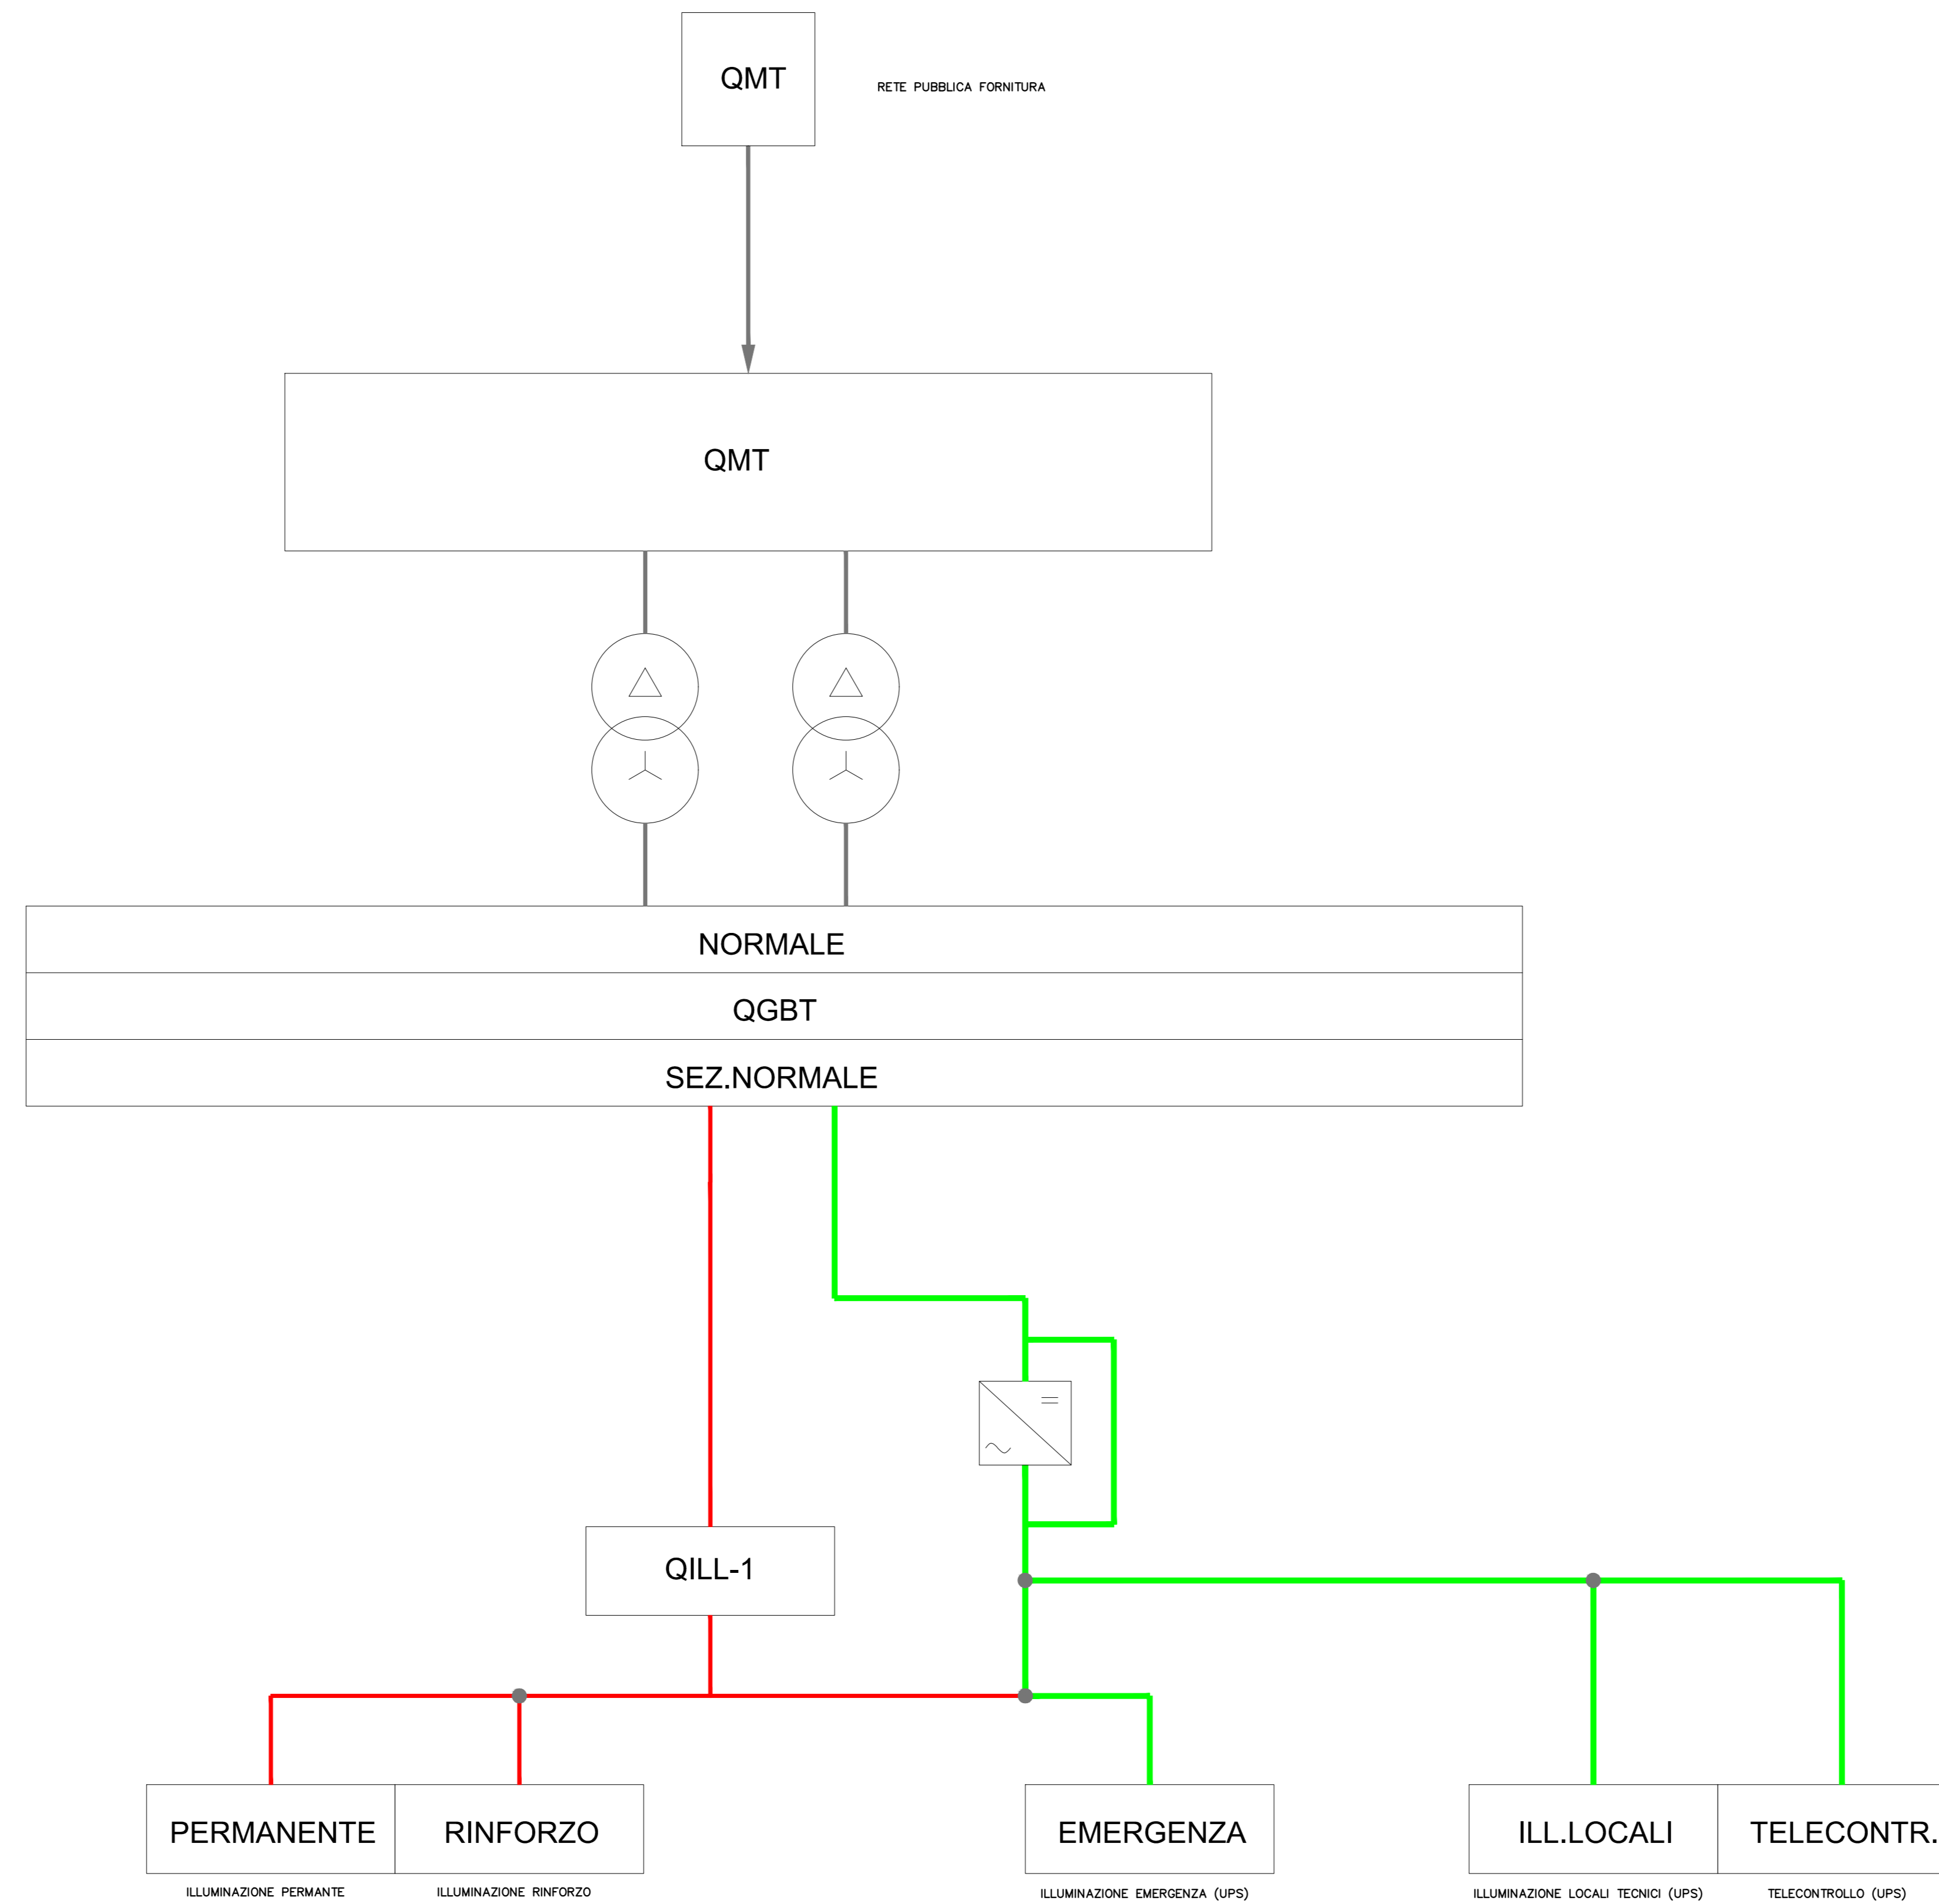 QMT
RETE PUBBLICA FORNITURA
QMT
NORMALE
QGBT
SEZ.NORMALE
QILL-1
PERMANENTE
RINFORZO
EMERGENZA
ILL.LOCALI
TELECONTR.
ILLUMINAZIONE PERMANTE
ILLUMINAZIONE RINFORZO
ILLUMINAZIONE EMERGENZA (UPS)
ILLUMINAZIONE LOCALI TECNICI (UPS)
TELECONTROLLO (UPS)